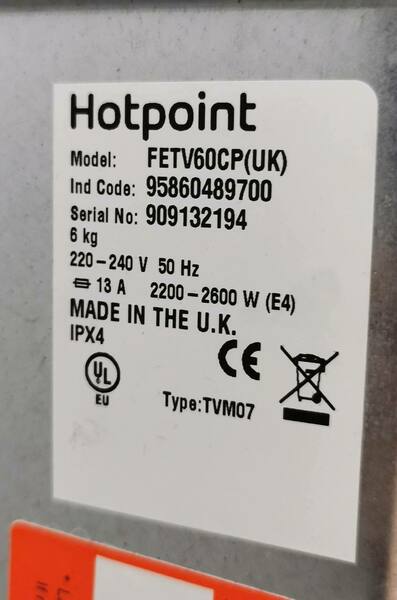 Hotpoint
Model: FETV60CP(UK)
Ind Code: 95860489700
Serial No: 909132194
6 kg
220-240 V 50 Hz
13 A 2200-2600 W (E4)
MADE IN THE U.K.
IPX4
CE
UL
EU
Type:TVM07